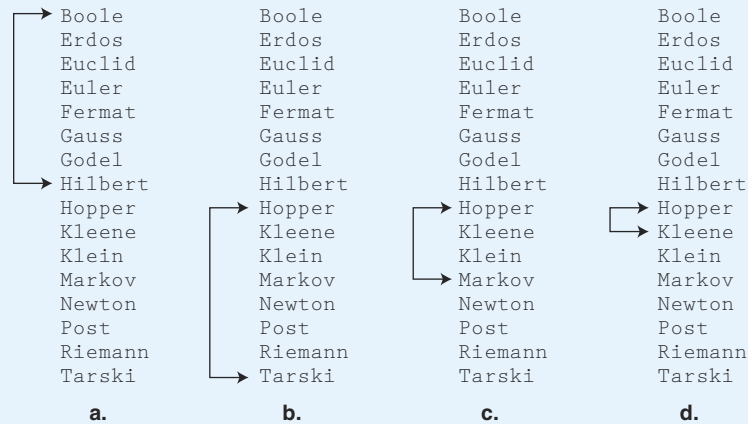 Boole Boole Boole Boole
Erdos Erdos Erdos Erdos
Euclid Euclid Euclid Euclid
Euler Euler Euler Euler
Fermat Fermat Fermat Fermat
Gauss Gauss Gauss Gauss
Godel Godel Godel Godel
Hilbert Hilbert Hilbert Hilbert
Hopper Hopper Hopper Hopper
Kleene Kleene Kleene Kleene
Klein Klein Klein Klein
Markov Markov Markov Markov
Newton Newton Newton Newton
Post Post Post Post
Riemann Riemann Riemann Riemann
Tarski Tarski Tarski Tarski
a. b. c. d.